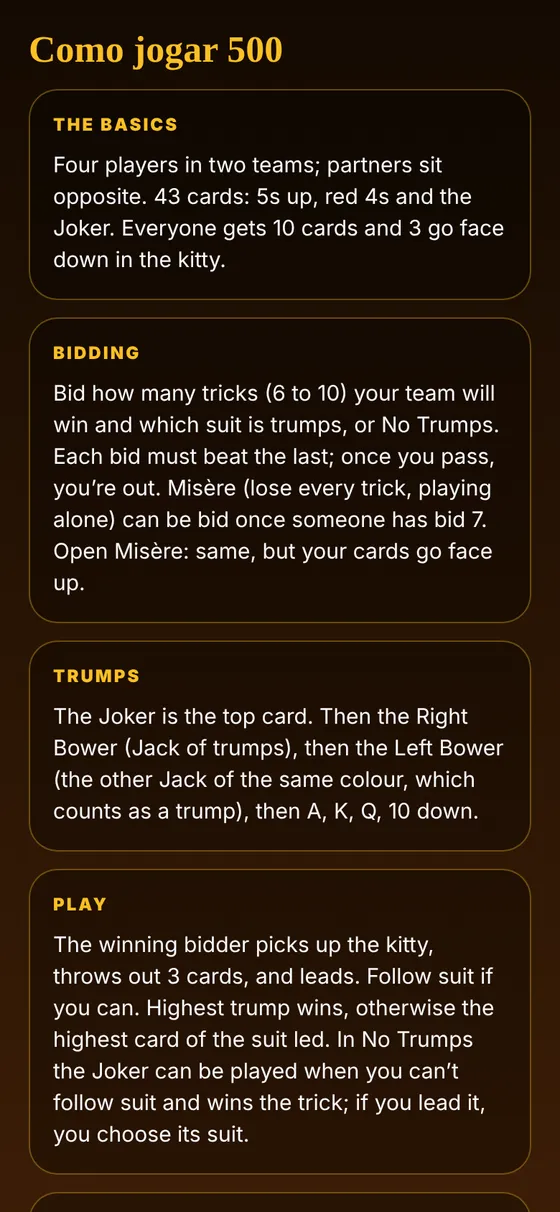 Como jogar 500
THE BASICS
Four players in two teams; partners sit
opposite. 43 cards: 5s up, red 4s and the
Joker. Everyone gets 10 cards and 3 go face
down in the kitty.
BIDDING
Bid how many tricks (6 to 10) your team will
win and which suit is trumps, or No Trumps.
Each bid must beat the last; once you pass,
you’re out. Misère (lose every trick, playing
alone) can be bid once someone has bid 7.
Open Misère: same, but your cards go face
up.
TRUMPS
The Joker is the top card. Then the Right
Bower (Jack of trumps), then the Left Bower
(the other Jack of the same colour, which
counts as a trump), then A, K, Q, 10 down.
PLAY
The winning bidder picks up the kitty,
throws out 3 cards, and leads. Follow suit if
you can. Highest trump wins, otherwise the
highest card of the suit led. In No Trumps
the Joker can be played when you can’t
follow suit and wins the trick; if you lead it,
you choose its suit.